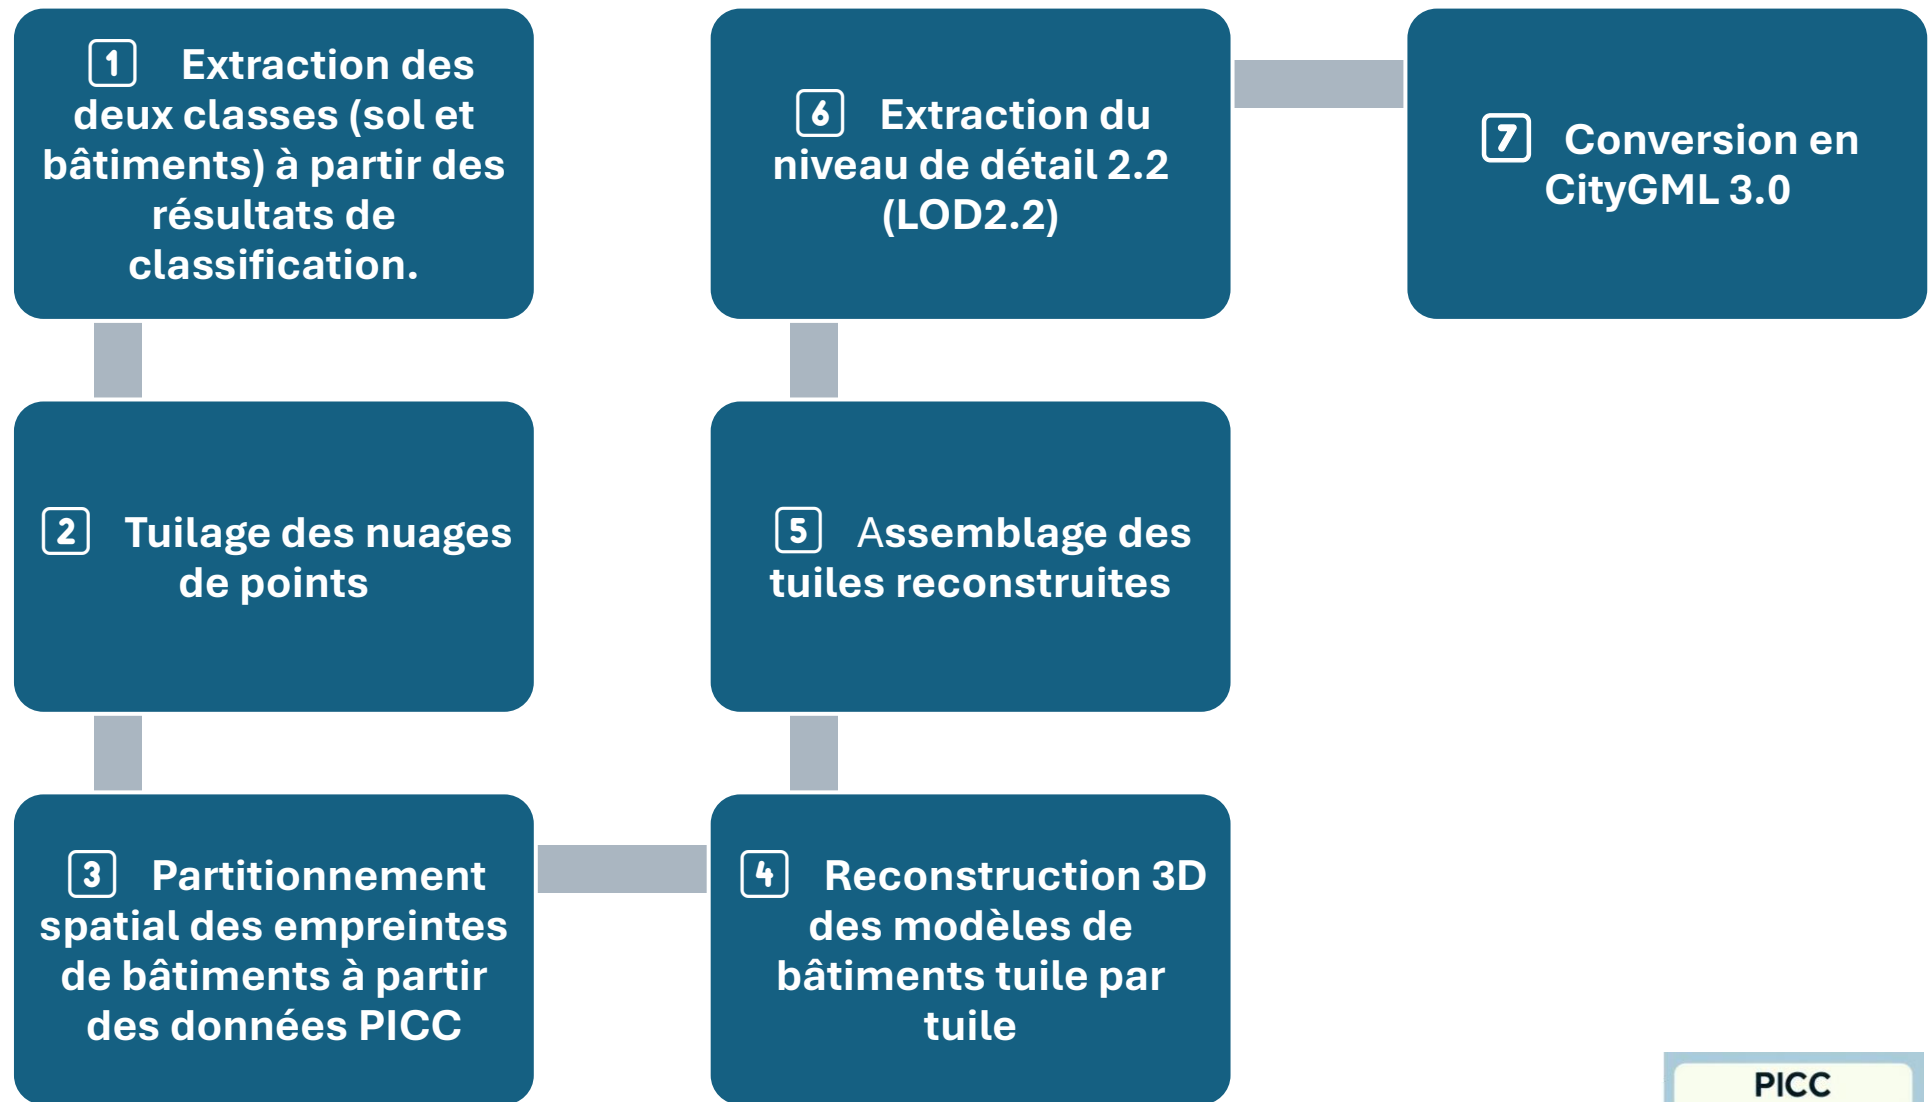 1 Extraction des
deux classes (sol et
bâtiments) à partir des
résultats de
classification.
2 Tuilage des nuages
de points
3 Partitionnement
spatial des empreintes
de bâtiments à partir
des données PICC
4 Reconstruction 3D
des modèles de
bâtiments tuile par
tuile
5 Assemblage des
tuiles reconstruites
6 Extraction du
niveau de détail 2.2
(LOD2.2)
7 Conversion en
CityGML 3.0
PICC